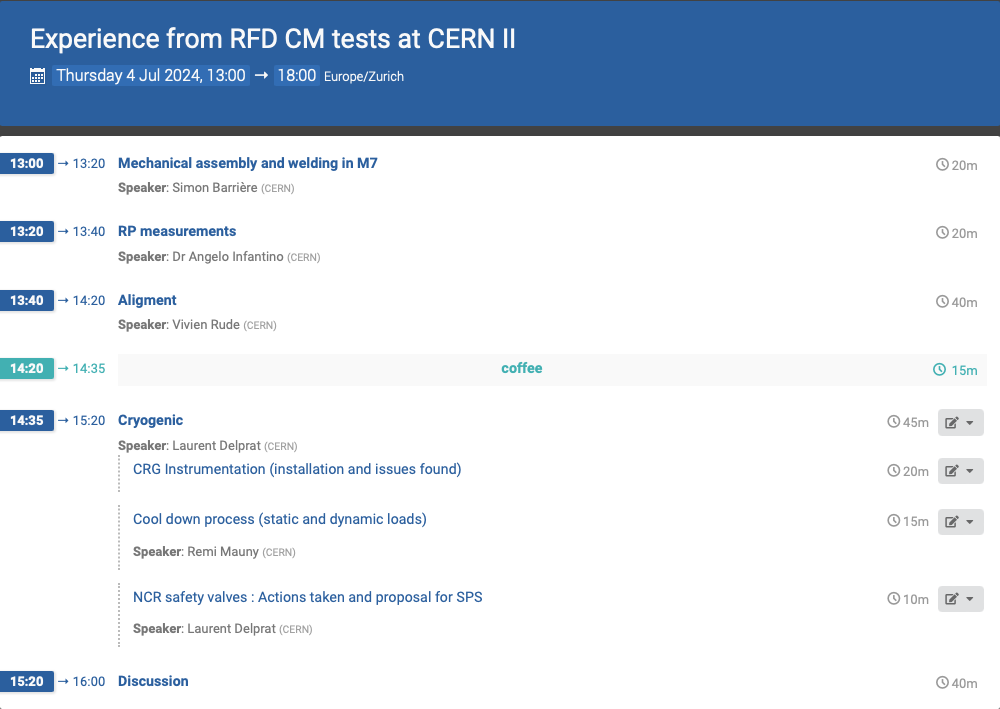 Experience from RFD CM tests at CERN II
Thursday 4 Jul 2024, 13:00 → 18:00 Europe/Zurich
13:00 → 13:20 Mechanical assembly and welding in M7 20m
Speaker: Simon Barrière (CERN)
13:20 → 13:40 RP measurements 20m
Speaker: Dr Angelo Infantino (CERN)
13:40 → 14:20 Aligment 40m
Speaker: Vivien Rude (CERN)
14:20 → 14:35 coffee 15m
14:35 → 15:20 Cryogenic 45m
Speaker: Laurent Delprat (CERN)
CRG Instrumentation (installation and issues found) 20m
Cool down process (static and dynamic loads) 15m
Speaker: Remi Mauny (CERN)
NCR safety valves : Actions taken and proposal for SPS 10m
Speaker: Laurent Delprat (CERN)
15:20 → 16:00 Discussion 40m